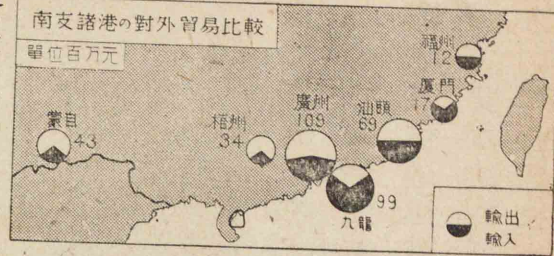 南支諸港の對外貿易比較
單位百萬元
福州
12
厦門
17
汕頭
69
廣州
109
梧州
34
蒙自
43
99
九龍
輸出
輸入